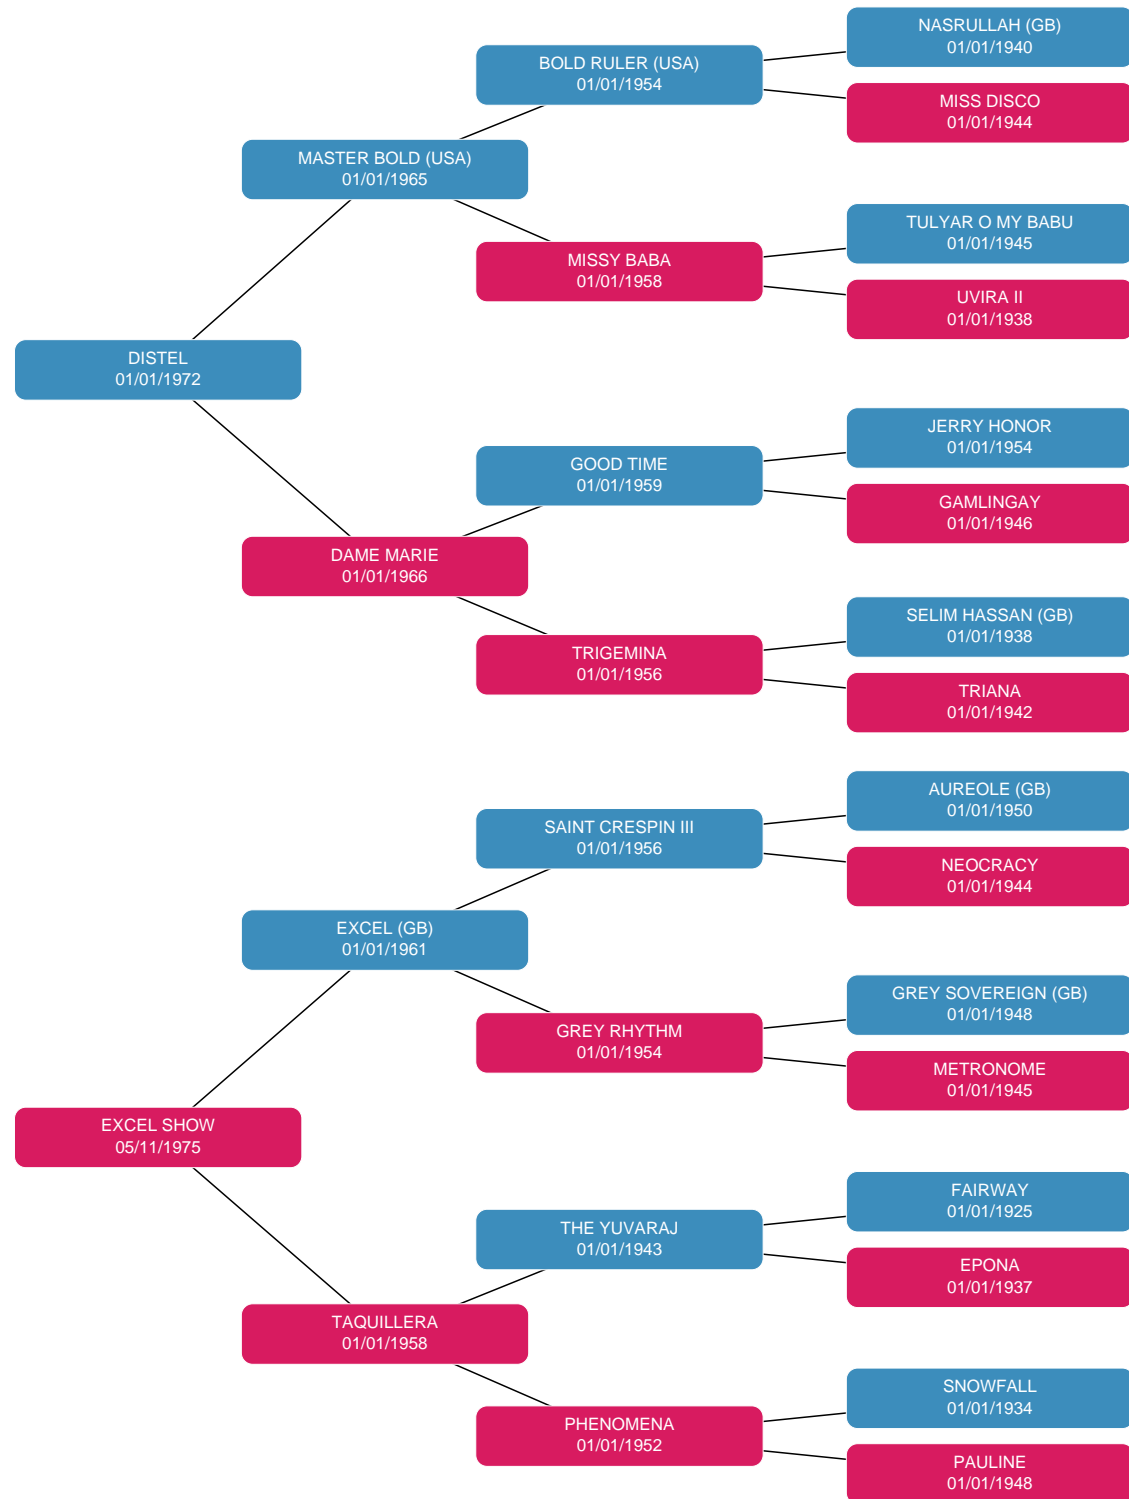 NASRULLAH (GB)
01/01/1940
BOLD RULER (USA)
01/01/1954
MISS DISCO
01/01/1944
MASTER BOLD (USA)
01/01/1965
TULYAR O MY BABU
01/01/1945
MISSY BABA
01/01/1958
UVIRA II
01/01/1938
DISTEL
01/01/1972
JERRY HONOR
01/01/1954
GOOD TIME
01/01/1959
GAMLINGAY
01/01/1946
DAME MARIE
01/01/1966
SELIM HASSAN (GB)
01/01/1938
TRIGEMINA
01/01/1956
TRIANA
01/01/1942
AUREOLE (GB)
01/01/1950
SAINT CRESPIN III
01/01/1956
NEOCRACY
01/01/1944
EXCEL (GB)
01/01/1961
GREY SOVEREIGN (GB)
01/01/1948
GREY RHYTHM
01/01/1954
METRONOME
01/01/1945
EXCEL SHOW
05/11/1975
FAIRWAY
01/01/1925
THE YUVARAJ
01/01/1943
EPONA
01/01/1937
TAQUILLERA
01/01/1958
SNOWFALL
01/01/1934
PHENOMENA
01/01/1952
PAULINE
01/01/1948